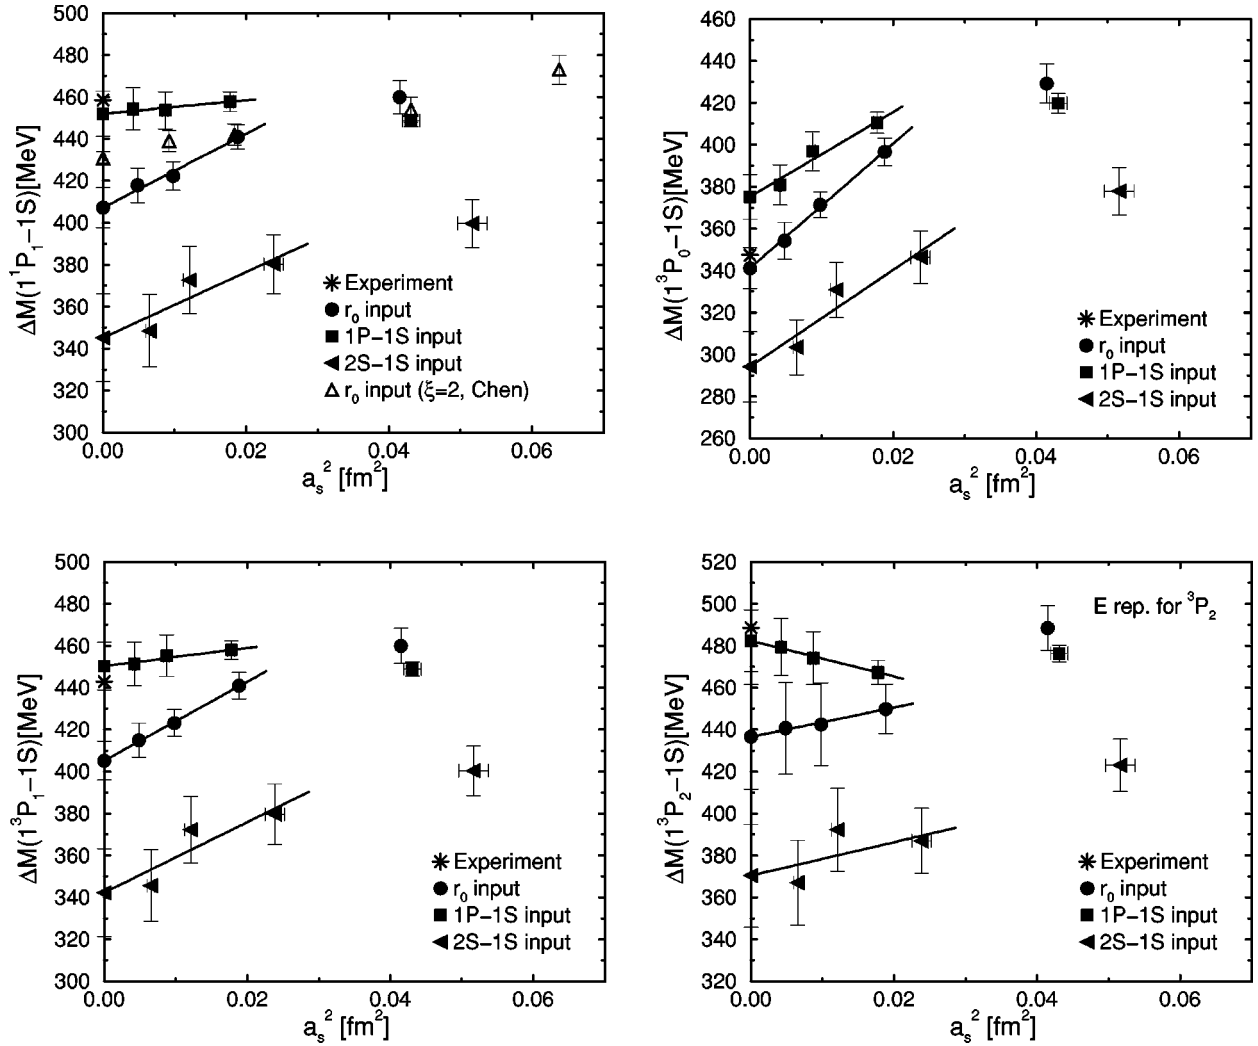 500
480
460
440
420
400
380
360
340
320
300
ΔM(1¹P₁−1S)[MeV]
Experiment
r₀ input
1P−1S input
2S−1S input
r₀ input (ξ=2, Chen)
0.00 0.02 0.04 0.06
aₛ² [fm²]
460
440
420
400
380
360
340
320
300
280
260
ΔM(1³P₀−1S)[MeV]
Experiment
r₀ input
1P−1S input
2S−1S input
0.00 0.02 0.04 0.06
aₛ² [fm²]
500
480
460
440
420
400
380
360
340
320
300
ΔM(1³P₁−1S)[MeV]
Experiment
r₀ input
1P−1S input
2S−1S input
0.00 0.02 0.04 0.06
aₛ² [fm²]
520
500
480
460
440
420
400
380
360
340
320
ΔM(1³P₂−1S)[MeV]
E rep. for ³P₂
Experiment
r₀ input
1P−1S input
2S−1S input
0.00 0.02 0.04 0.06
aₛ² [fm²]